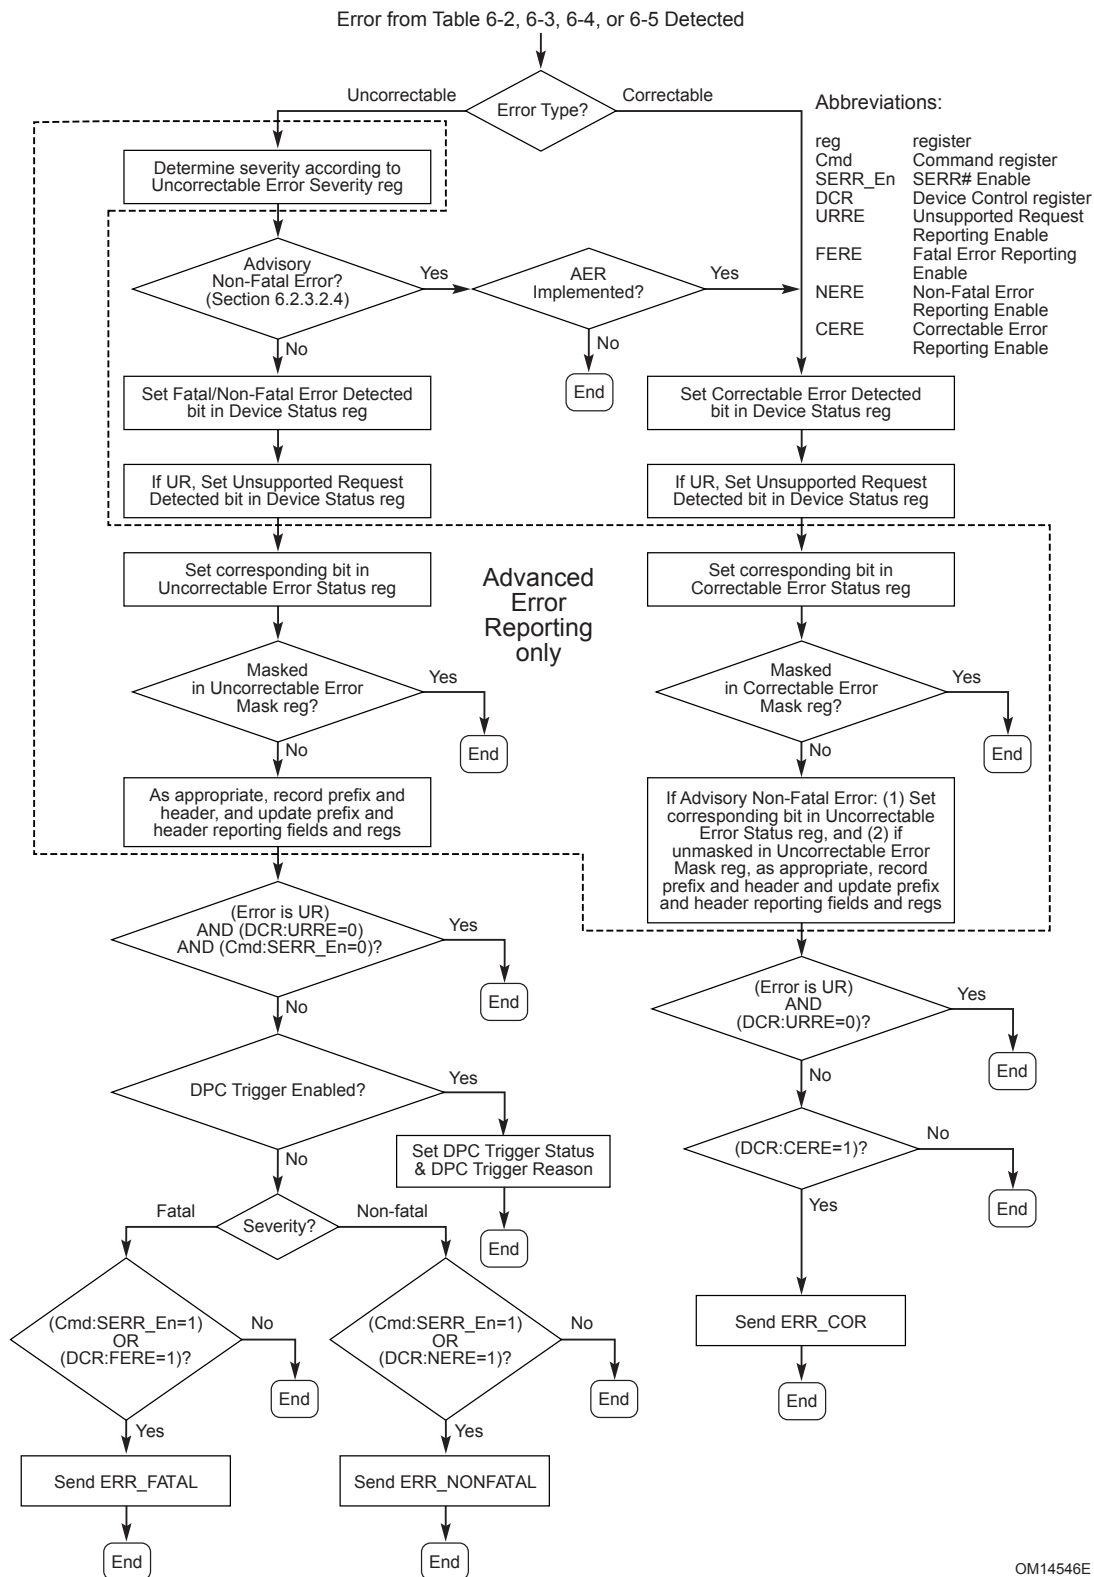 Error from Table 6-2, 6-3, 6-4, or 6-5 Detected
Error Type?
Uncorrectable
Correctable
Abbreviations:
reg register
Cmd Command register
SERR_En SERR# Enable
DCR Device Control register
URRE Unsupported Request
Reporting Enable
FERE Fatal Error Reporting
Enable
NERE Non-Fatal Error
Reporting Enable
CERE Correctable Error
Reporting Enable
Determine severity according to
Uncorrectable Error Severity reg
Advisory
Non-Fatal Error?
(Section 6.2.3.2.4)
Yes
AER
Implemented?
Yes
No
No
End
Set Fatal/Non-Fatal Error Detected
bit in Device Status reg
Set Correctable Error Detected
bit in Device Status reg
If UR, Set Unsupported Request
Detected bit in Device Status reg
If UR, Set Unsupported Request
Detected bit in Device Status reg
Set corresponding bit in
Uncorrectable Error Status reg
Advanced
Error
Reporting
only
Set corresponding bit in
Correctable Error Status reg
Masked
in Uncorrectable Error
Mask reg?
Yes
End
No
Masked
in Correctable Error
Mask reg?
Yes
End
No
As appropriate, record prefix and
header, and update prefix and
header reporting fields and regs
If Advisory Non-Fatal Error: (1) Set
corresponding bit in Uncorrectable
Error Status reg, and (2) if
unmasked in Uncorrectable Error
Mask reg, as appropriate, record
prefix and header and update prefix
and header reporting fields and regs
(Error is UR)
AND (DCR:URRE=0)
AND (Cmd:SERR_En=0)?
Yes
End
No
(Error is UR)
AND
(DCR:URRE=0)?
Yes
End
No
DPC Trigger Enabled?
Yes
Set DPC Trigger Status
& DPC Trigger Reason
End
No
(DCR:CERE=1)?
No
End
Yes
Severity?
Fatal
Non-fatal
(Cmd:SERR_En=1)
OR
(DCR:FERE=1)?
No
End
Yes
(Cmd:SERR_En=1)
OR
(DCR:NERE=1)?
No
End
Yes
Send ERR_COR
End
Send ERR_FATAL
End
Send ERR_NONFATAL
End
OM14546E